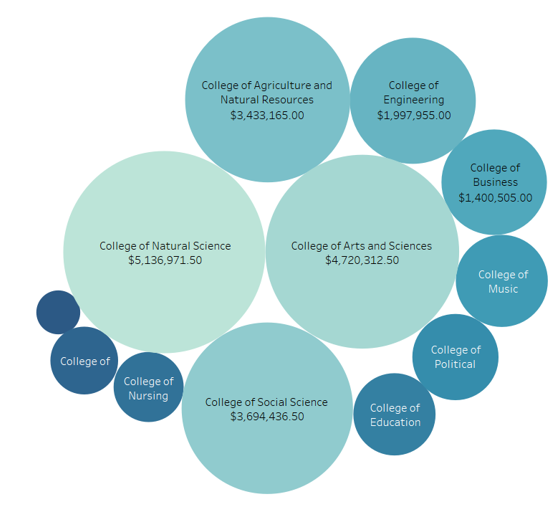 College of Agriculture and
Natural Resources
$3,433,165.00
College of
Engineering
$1,997,955.00
College of
Business
$1,400,505.00
College of Natural Science
$5,136,971.50
College of Arts and Sciences
$4,720,312.50
College of
Music
College of
Political
College of
College of
Nursing
College of Social Science
$3,694,436.50
College of
Education